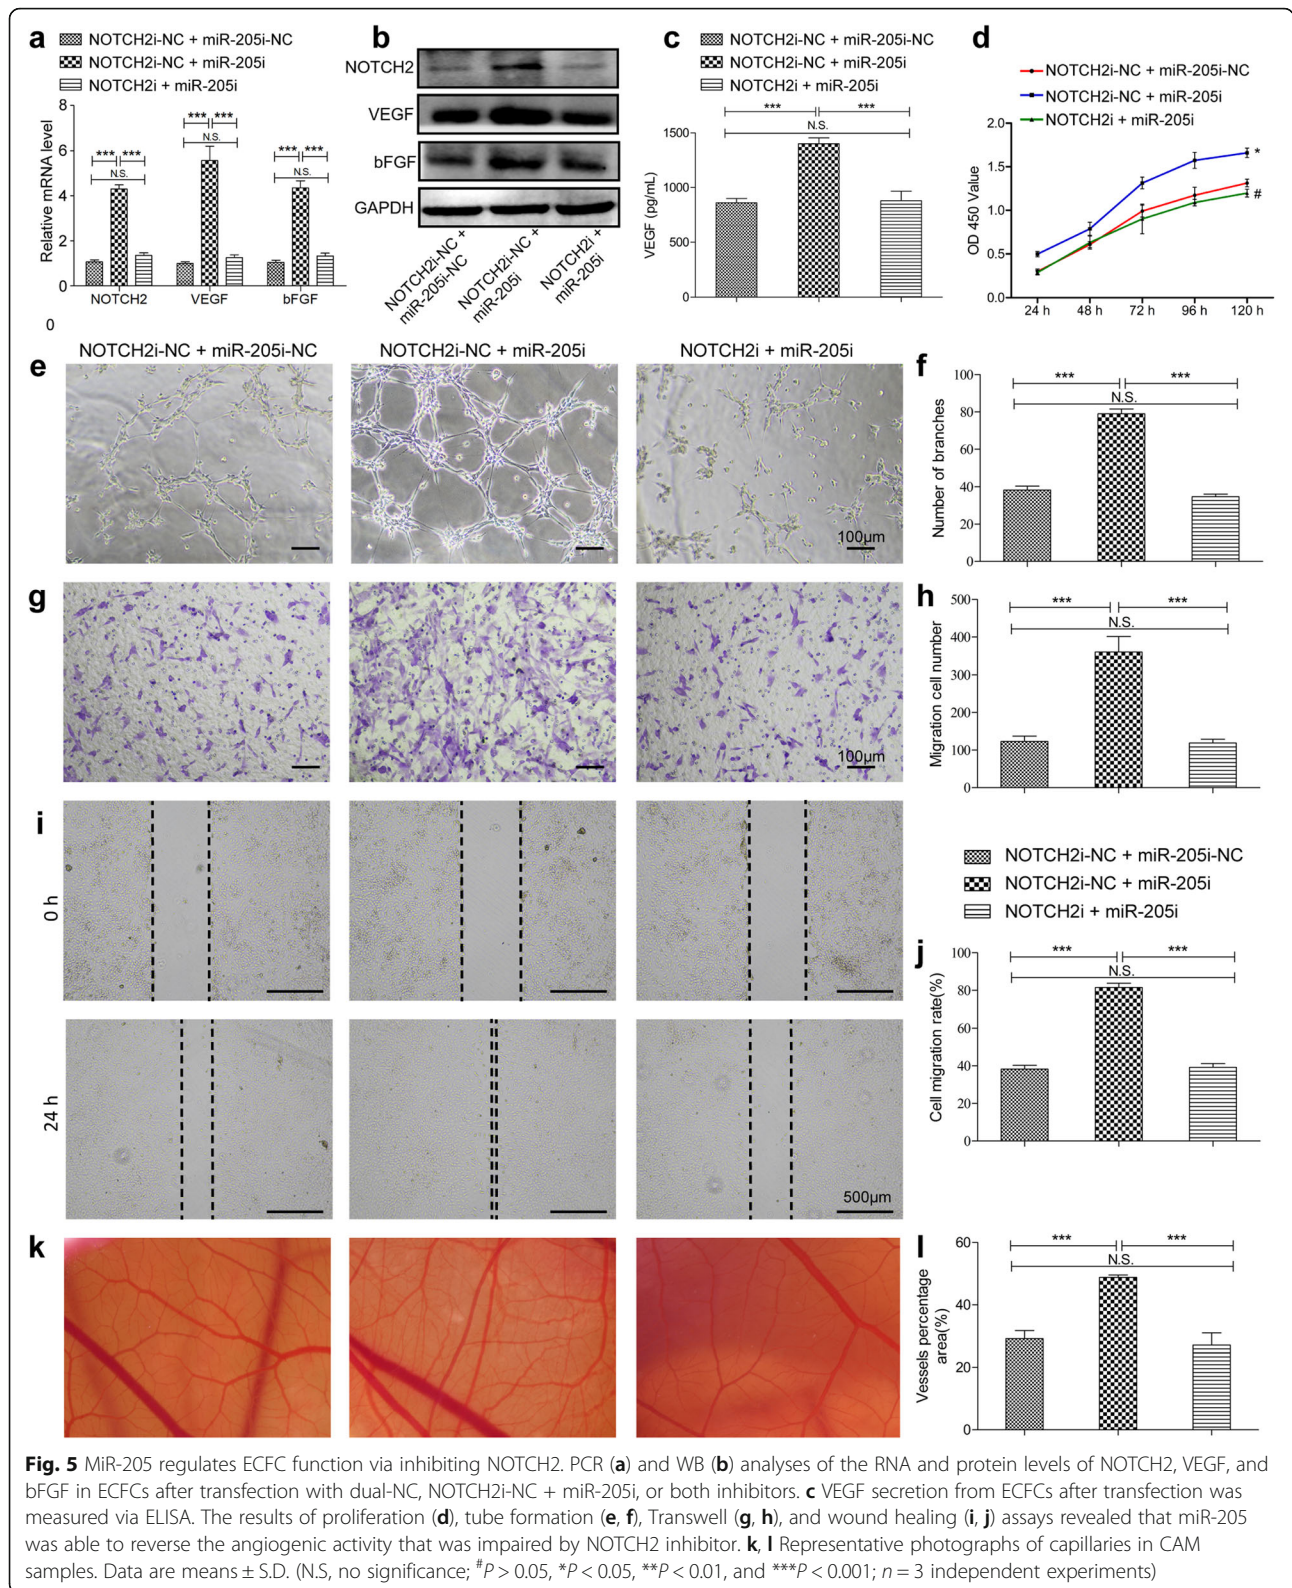 a
NOTCH2i-NC + miR-205i-NC
NOTCH2i-NC + miR-205i
NOTCH2i + miR-205i
Relative mRNA level
8
6
4
2
0
*** ***
N.S.
*** ***
N.S.
*** ***
N.S.
NOTCH2 VEGF bFGF
0
b
NOTCH2
VEGF
bFGF
GAPDH
NOTCH2i-NC +
miR-205i-NC
NOTCH2i-NC +
miR-205i
NOTCH2i +
miR-205i
c
NOTCH2i-NC + miR-205i-NC
NOTCH2i-NC + miR-205i
NOTCH2i + miR-205i
*** ***
N.S.
VEGF (pg/mL)
1500
1000
500
0
d
NOTCH2i-NC + miR-205i-NC
NOTCH2i-NC + miR-205i
NOTCH2i + miR-205i
OD 450 Value
2.0
1.5
1.0
0.5
0.0
*
#
24 h 48 h 72 h 96 h 120 h
NOTCH2i-NC + miR-205i-NC NOTCH2i-NC + miR-205i NOTCH2i + miR-205i
e
100μm
f
*** ***
N.S.
Number of branches
100
80
60
40
20
0
g
100μm
h
*** ***
N.S.
Migration cell number
500
400
300
200
100
0
i
0 h
24 h
500μm
NOTCH2i-NC + miR-205i-NC
NOTCH2i-NC + miR-205i
NOTCH2i + miR-205i
j
*** ***
N.S.
Cell migration rate(%)
100
80
60
40
20
0
k
l
*** ***
N.S.
Vessels percentage
area(%)
60
40
20
0
Fig. 5 MiR-205 regulates ECFC function via inhibiting NOTCH2. PCR (a) and WB (b) analyses of the RNA and protein levels of NOTCH2, VEGF, and
bFGF in ECFCs after transfection with dual-NC, NOTCH2i-NC + miR-205i, or both inhibitors. c VEGF secretion from ECFCs after transfection was
measured via ELISA. The results of proliferation (d), tube formation (e, f), Transwell (g, h), and wound healing (i, j) assays revealed that miR-205
was able to reverse the angiogenic activity that was impaired by NOTCH2 inhibitor. k, l Representative photographs of capillaries in CAM
samples. Data are means ± S.D. (N.S, no significance; #P > 0.05, *P < 0.05, **P < 0.01, and ***P < 0.001; n = 3 independent experiments)